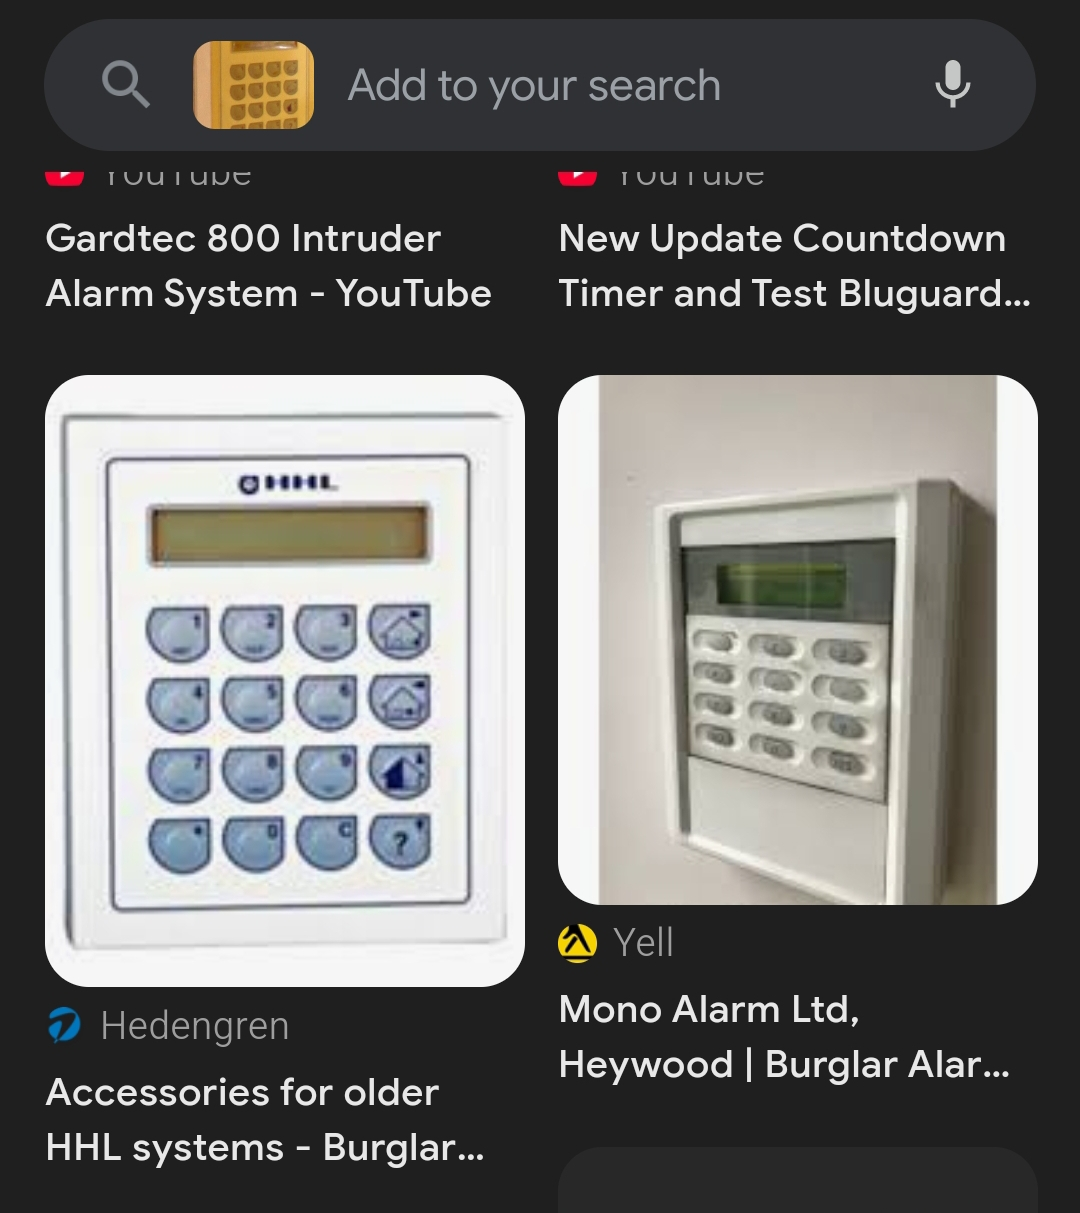 Add to your search
YouTube
Gardtec 800 Intruder
Alarm System - YouTube
YouTube
New Update Countdown
Timer and Test Bluguard...
HHL
1 2 3
4 5 6
7 8 9
0 C ?
Hedengren
Accessories for older
HHL systems - Burglar...
Yell
Mono Alarm Ltd,
Heywood | Burglar Alar...